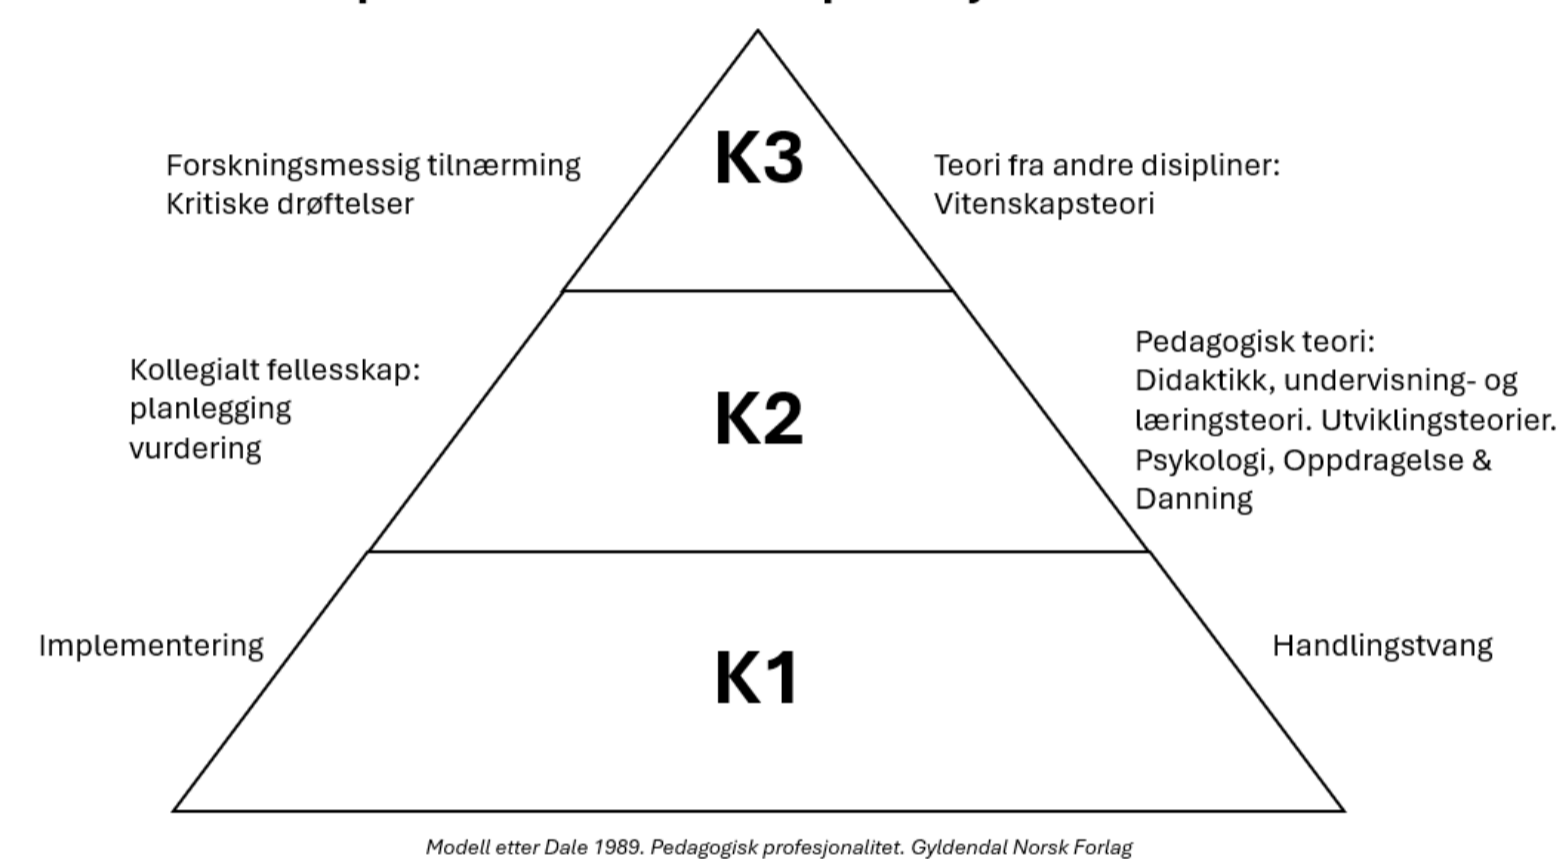 Forskningsmessig tilnærming
Kritiske drøftelser
K3
Teori fra andre disipliner:
Vitenskapsteori
Kollegialt fellesskap:
planlegging
vurdering
K2
Pedagogisk teori:
Didaktikk, undervisning- og
læringsteori. Utviklingsteorier.
Psykologi, Oppdragelse &
Danning
Implementering
K1
Handlingstvang
Modell etter Dale 1989. Pedagogisk profesjonalitet. Gyldendal Norsk Forlag